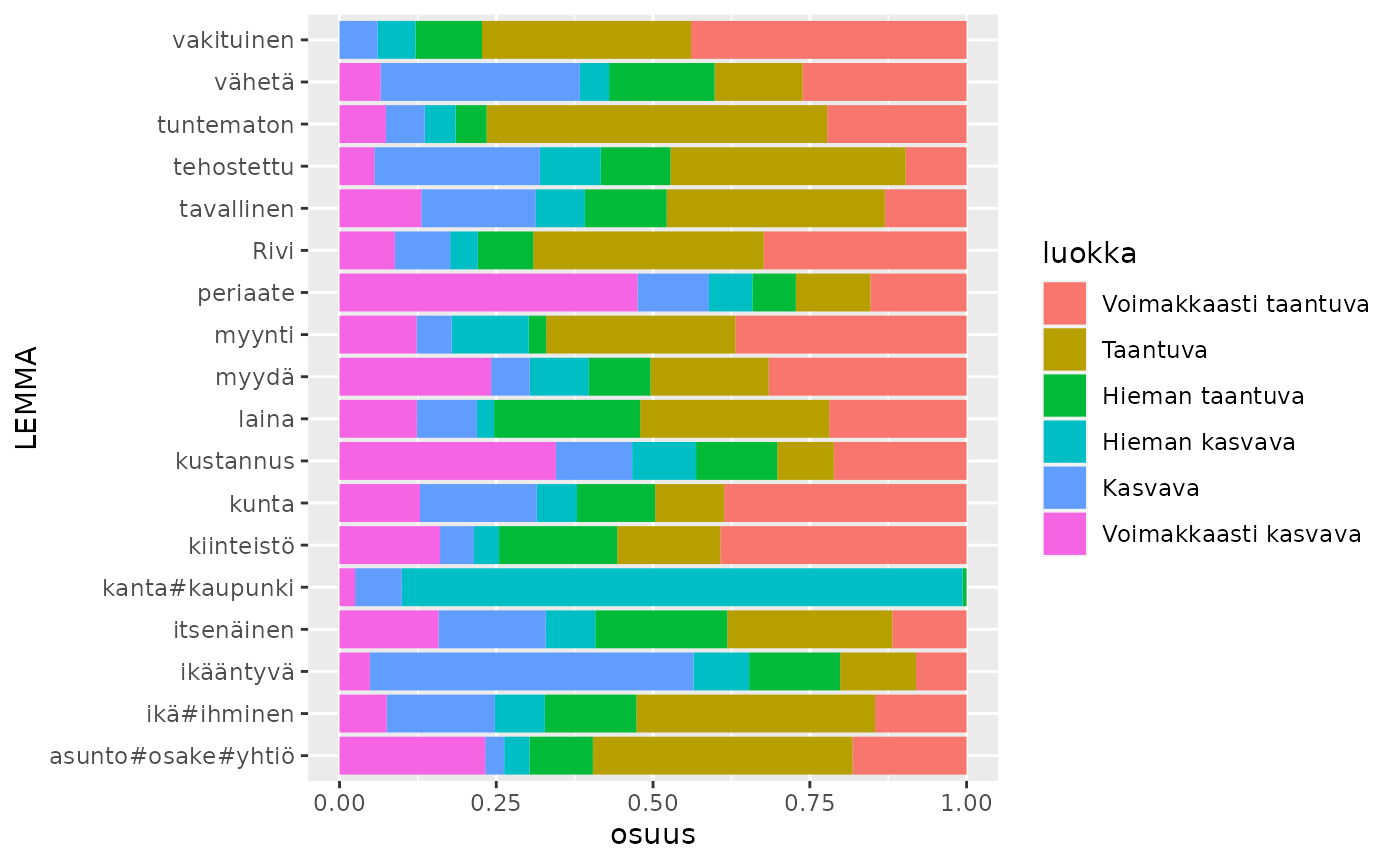 LEMMA
vakituinen
vähetä
tuntematon
tehostettu
tavallinen
Rivi
periaate
myynti
myydä
laina
kustannus
kunta
kiinteistö
kanta#kaupunki
itsenäinen
ikääntyvä
ikä#ihminen
asunto#osake#yhtiö
0.00 0.25 0.50 0.75 1.00
osuus
luokka
Voimakkaasti taantuva
Taantuva
Hieman taantuva
Hieman kasvava
Kasvava
Voimakkaasti kasvava